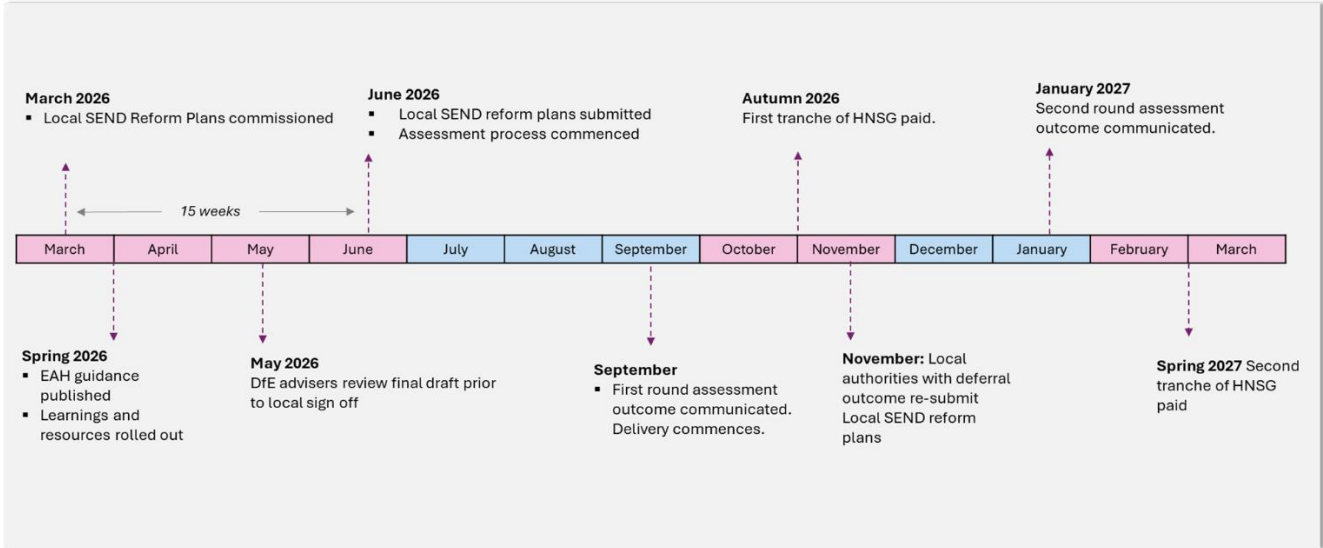 March 2026
▪ Local SEND Reform Plans commissioned
June 2026
▪ Local SEND reform plans submitted
▪ Assessment process commenced
Autumn 2026
First tranche of HNSG paid.
January 2027
Second round assessment
outcome communicated.
15 weeks
March April May June July August September October November December January February March
Spring 2026
▪ EAH guidance
published
▪ Learnings and
resources rolled out
May 2026
DfE advisers review final draft prior
to local sign off
September
▪ First round assessment
outcome communicated.
Delivery commences.
November: Local
authorities with deferral
outcome re-submit
Local SEND reform
plans
Spring 2027 Second
tranche of HNSG
paid